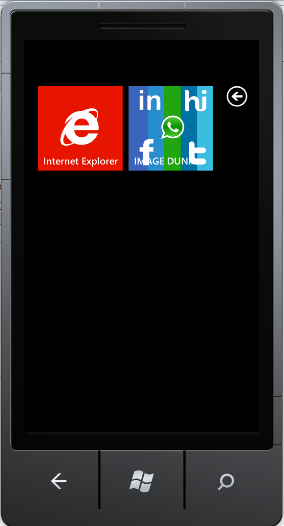 in hi
f t
Internet Explorer
IMAGE DUN